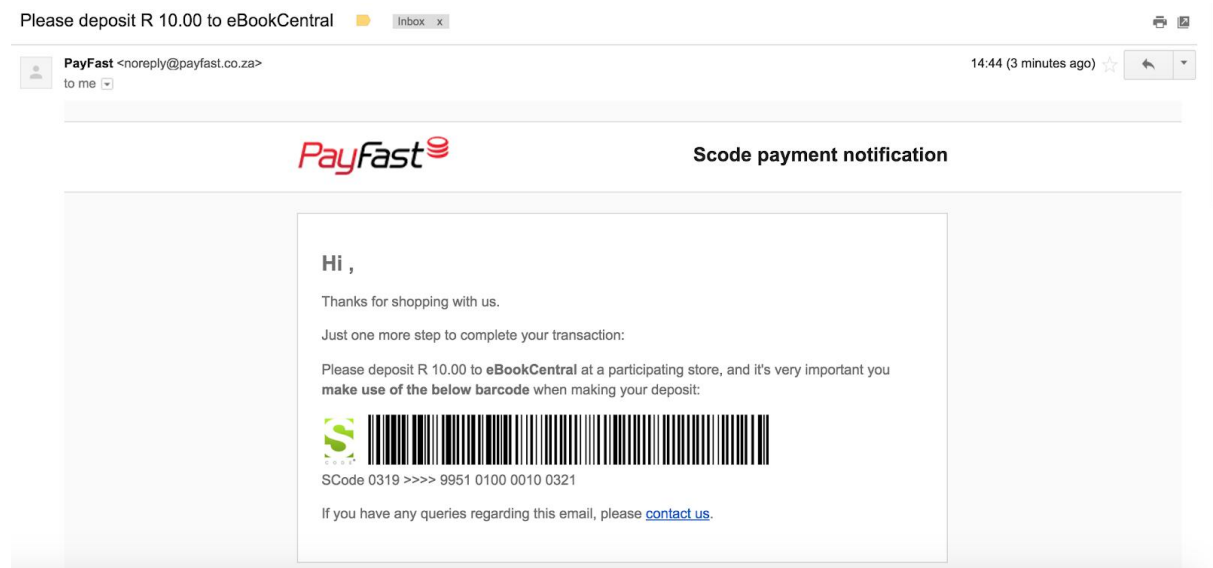 Please deposit R 10.00 to eBookCentral Inbox x
PayFast <noreply@payfast.co.za> 14:44 (3 minutes ago)
to me
PayFast Scode payment notification
Hi ,
Thanks for shopping with us.
Just one more step to complete your transaction:
Please deposit R 10.00 to eBookCentral at a participating store, and it's very important you
make use of the below barcode when making your deposit:
S
SCode 0319 >>>> 9951 0100 0010 0321
If you have any queries regarding this email, please contact us.